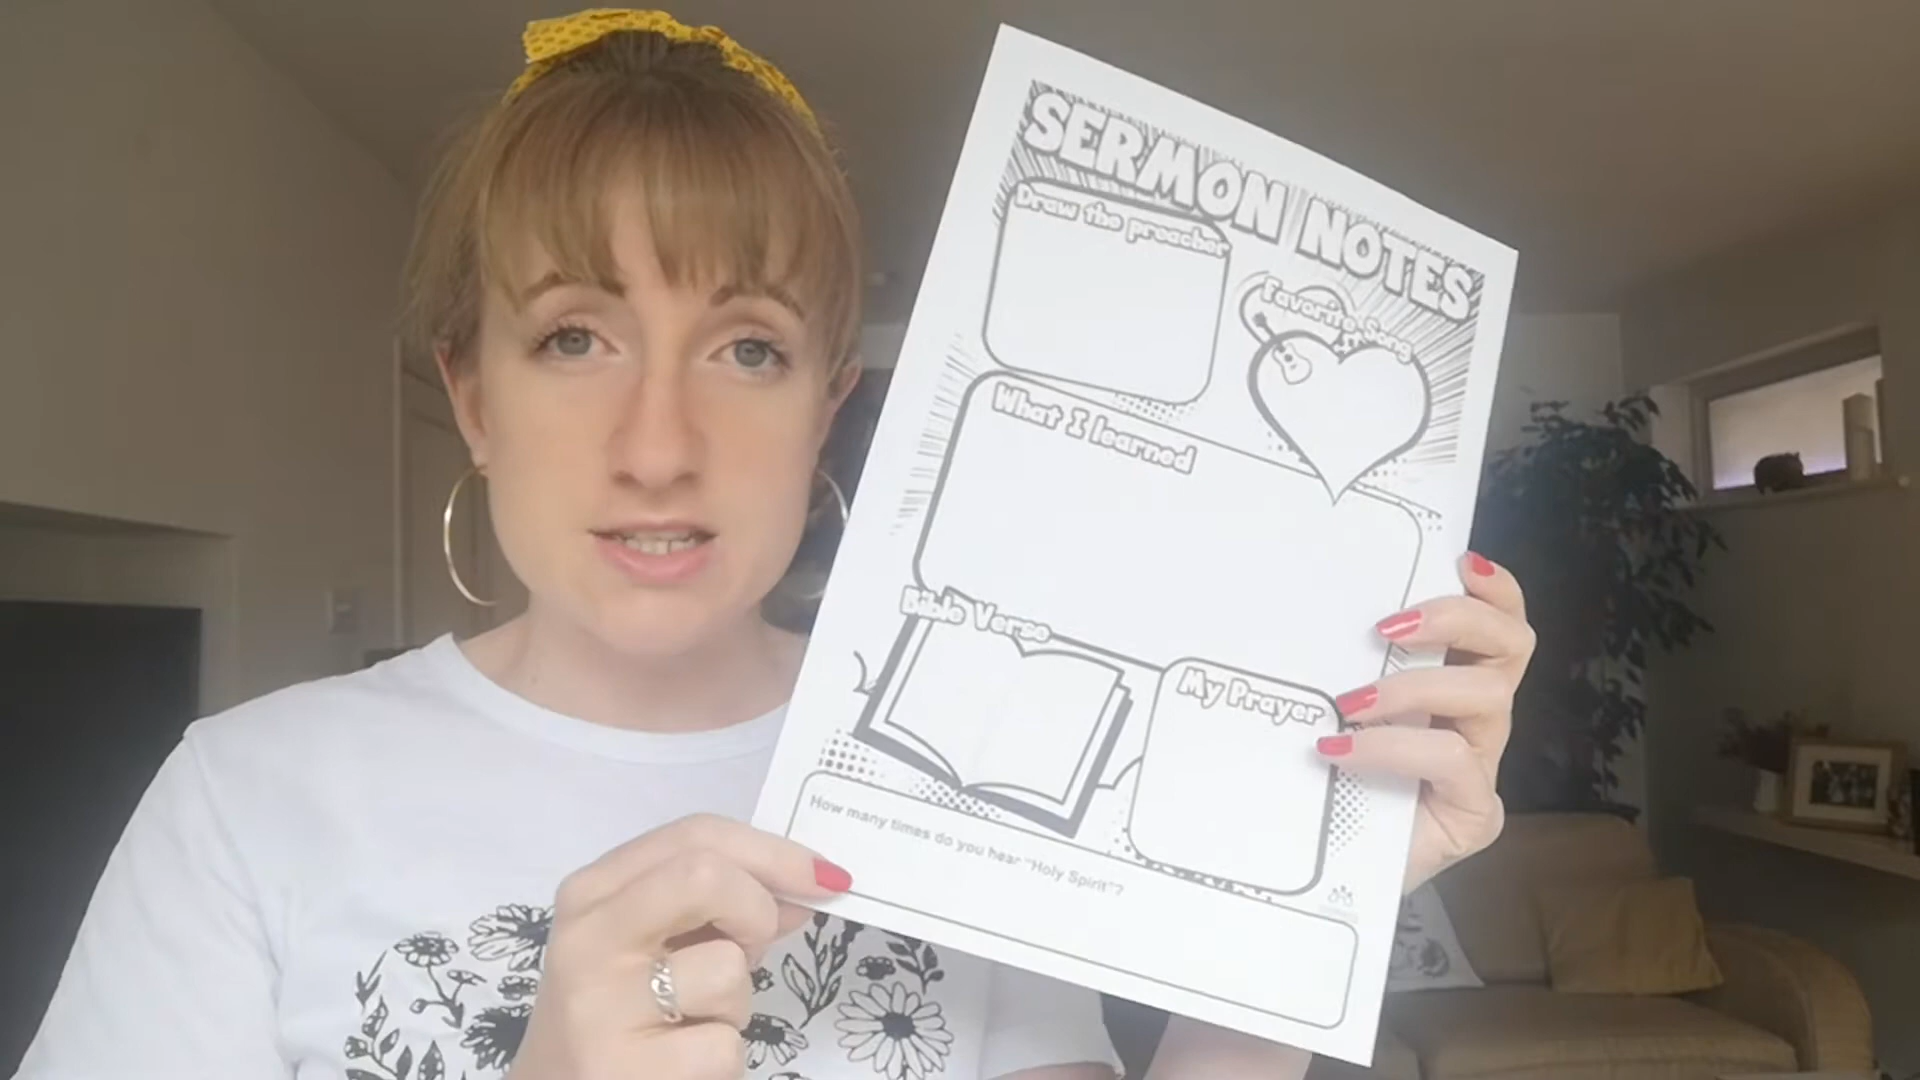 SERMON NOTES
Draw the preacher
Favorite Song
What I learned
Bible Verse
My Prayer
How many times do you hear "Holy Spirit"?